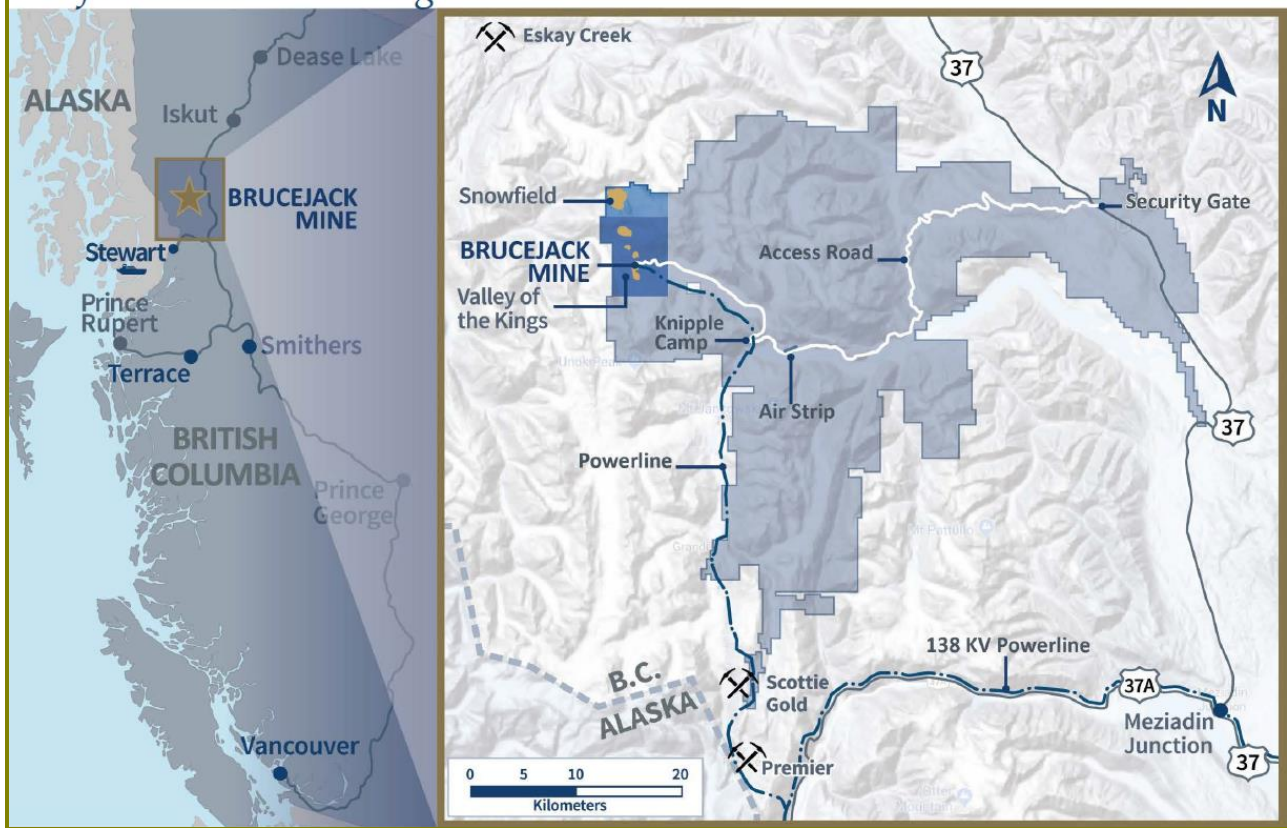 Dease Lake
ALASKA
Iskut
BRUCEJACK
MINE
Stewart
Prince
Rupert
Smithers
Terrace
BRITISH
COLUMBIA
Prince
George
Vancouver
Eskay Creek
37
N
Snowfield
Security Gate
BRUCEJACK
MINE
Access Road
Valley of
the Kings
Knipple
Camp
Air Strip
37
Powerline
138 KV Powerline
B.C.
ALASKA
Scottie
Gold
37A
Meziadin
Junction
Premier
37
0 5 10 20
Kilometers